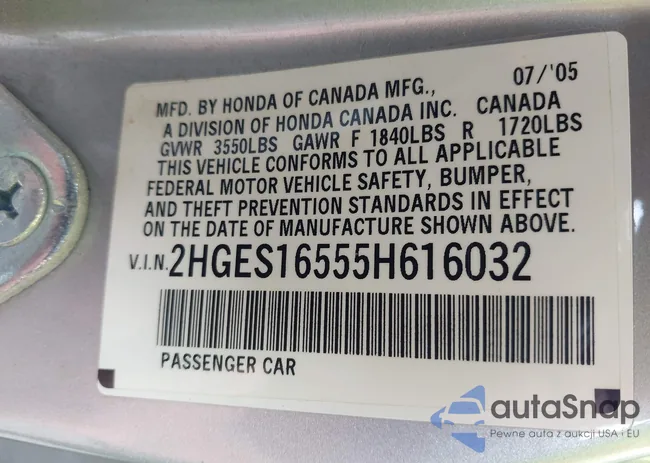 MFD. BY HONDA OF CANADA MFG., 07/'05
A DIVISION OF HONDA CANADA INC. CANADA
GVWR 3550LBS GAWR F 1840LBS R 1720LBS
THIS VEHICLE CONFORMS TO ALL APPLICABLE
FEDERAL MOTOR VEHICLE SAFETY, BUMPER,
AND THEFT PREVENTION STANDARDS IN EFFECT
ON THE DATE OF MANUFACTURE SHOWN ABOVE.
V.I.N. 2HGES16555H616032
PASSENGER CAR
autoSnap
Pewne auta z aukcji USA i EU